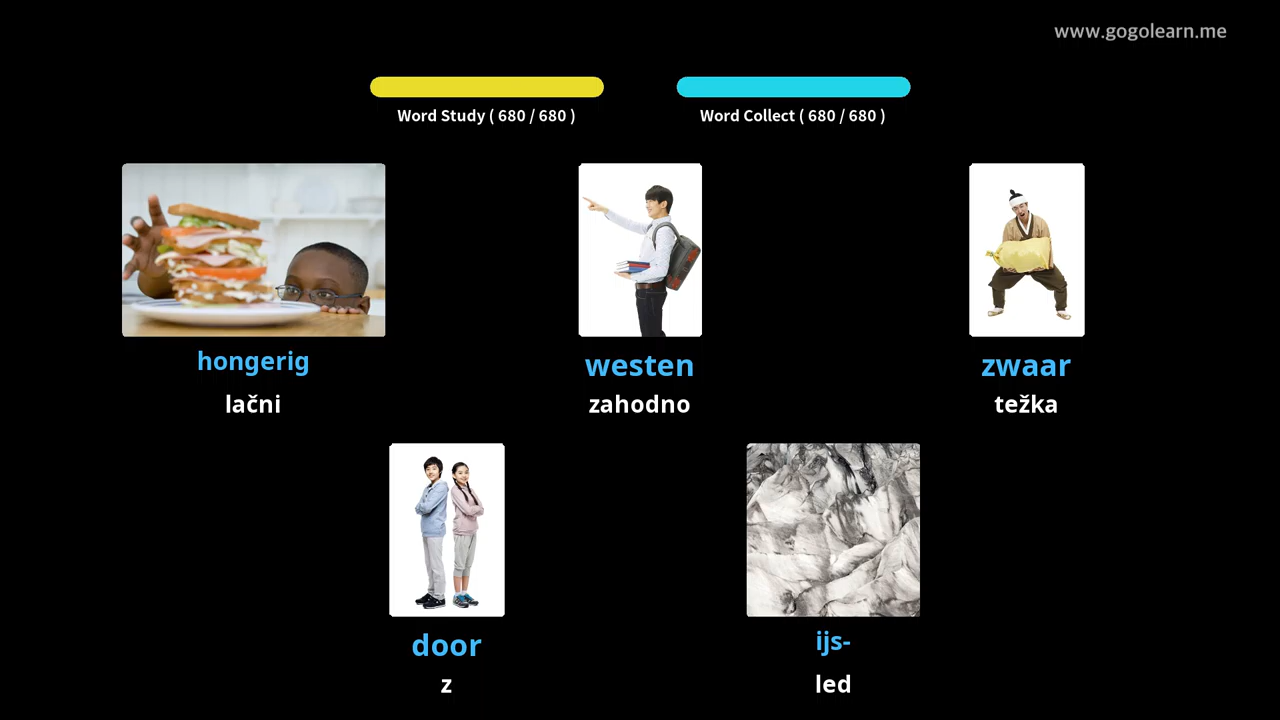 www.gogolearn.me
Word Study ( 680 / 680 )
Word Collect ( 680 / 680 )
hongerig
westen
zwaar
lačni
zahodno
težka
door
ijs-
z
led